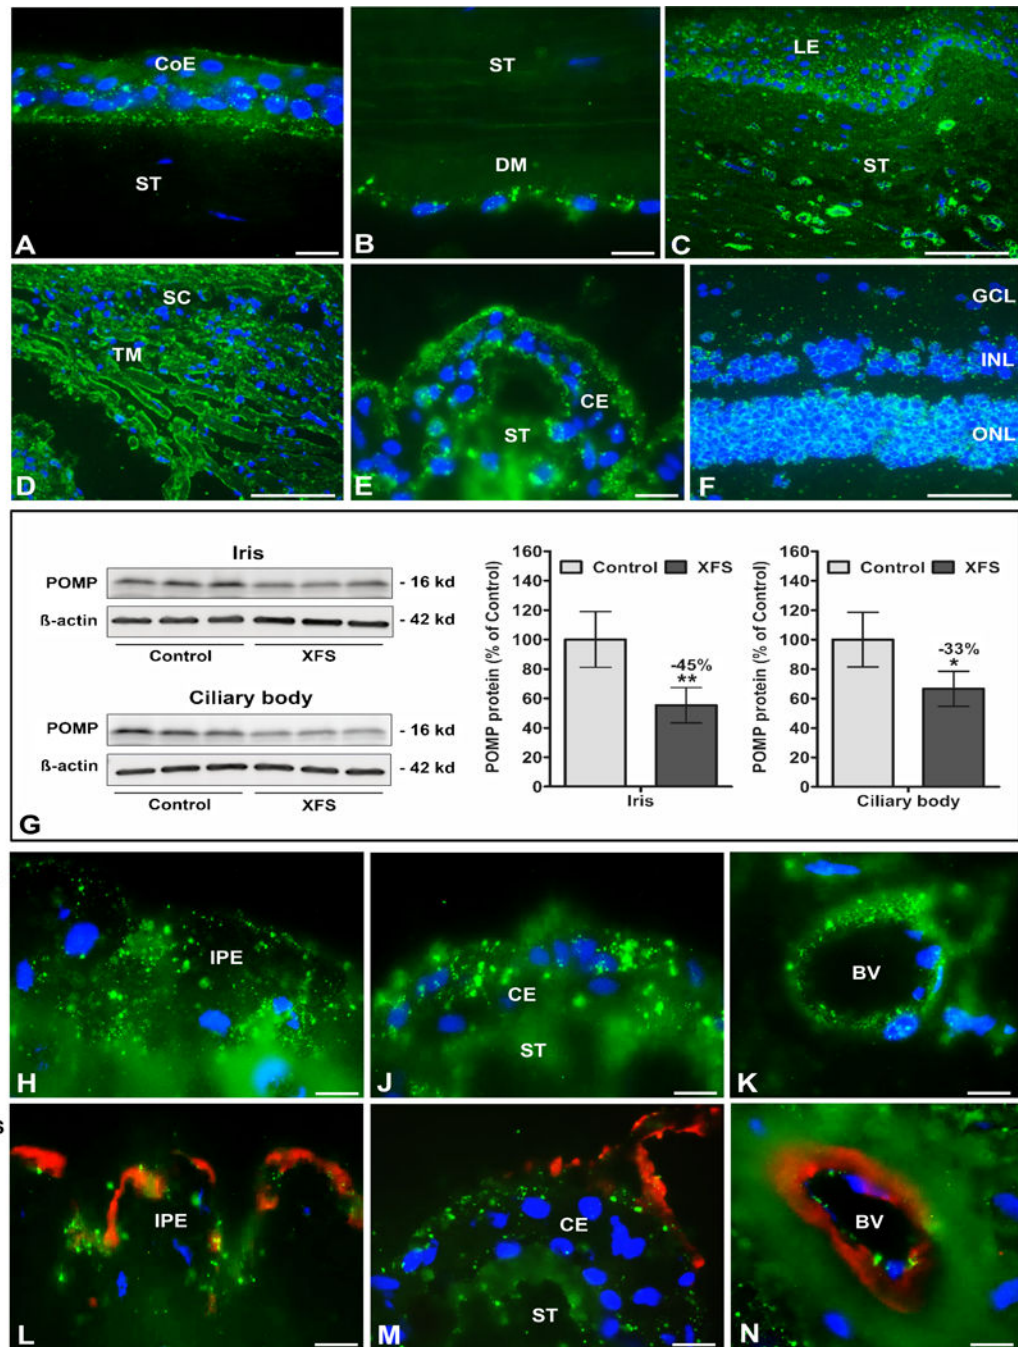 CoE
ST
A
ST
DM
B
LE
ST
C
SC
TM
D
CE
ST
E
GCL
INL
ONL
F
Iris
POMP
- 16 kd
ß-actin
- 42 kd
Control XFS
Ciliary body
POMP
- 16 kd
ß-actin
- 42 kd
Control XFS
G
POMP protein (% of Control)
160
140
120
100
80
60
40
20
0
Control XFS
-45%
**
Iris
POMP protein (% of Control)
160
140
120
100
80
60
40
20
0
Control XFS
-33%
*
Ciliary body
IPE
H
CE
ST
J
BV
K
s
IPE
L
CE
ST
M
BV
N